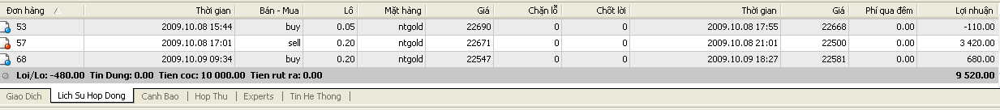 Đơn hàng Thời gian Bán - Mua Lô Mặt hàng Giá Chặn lỗ Chốt lời Thời gian Giá Phí qua đêm Lợi nhuận
53 2009.10.08 15:44 buy 0.05 ntgold 22690 0 0 2009.10.08 17:55 22668 0.00 -110.00
57 2009.10.08 17:01 sell 0.20 ntgold 22671 0 0 2009.10.08 21:01 22500 0.00 3 420.00
68 2009.10.09 09:34 buy 0.20 ntgold 22547 0 0 2009.10.09 18:27 22581 0.00 680.00
Loi/Lo: -480.00 Tin Dung: 0.00 Tien coc: 10 000.00 Tien rut ra: 0.00 9 520.00
Giao Dich Lich Su Hop Dong Canh Bao Hop Thu Experts Tin He Thong